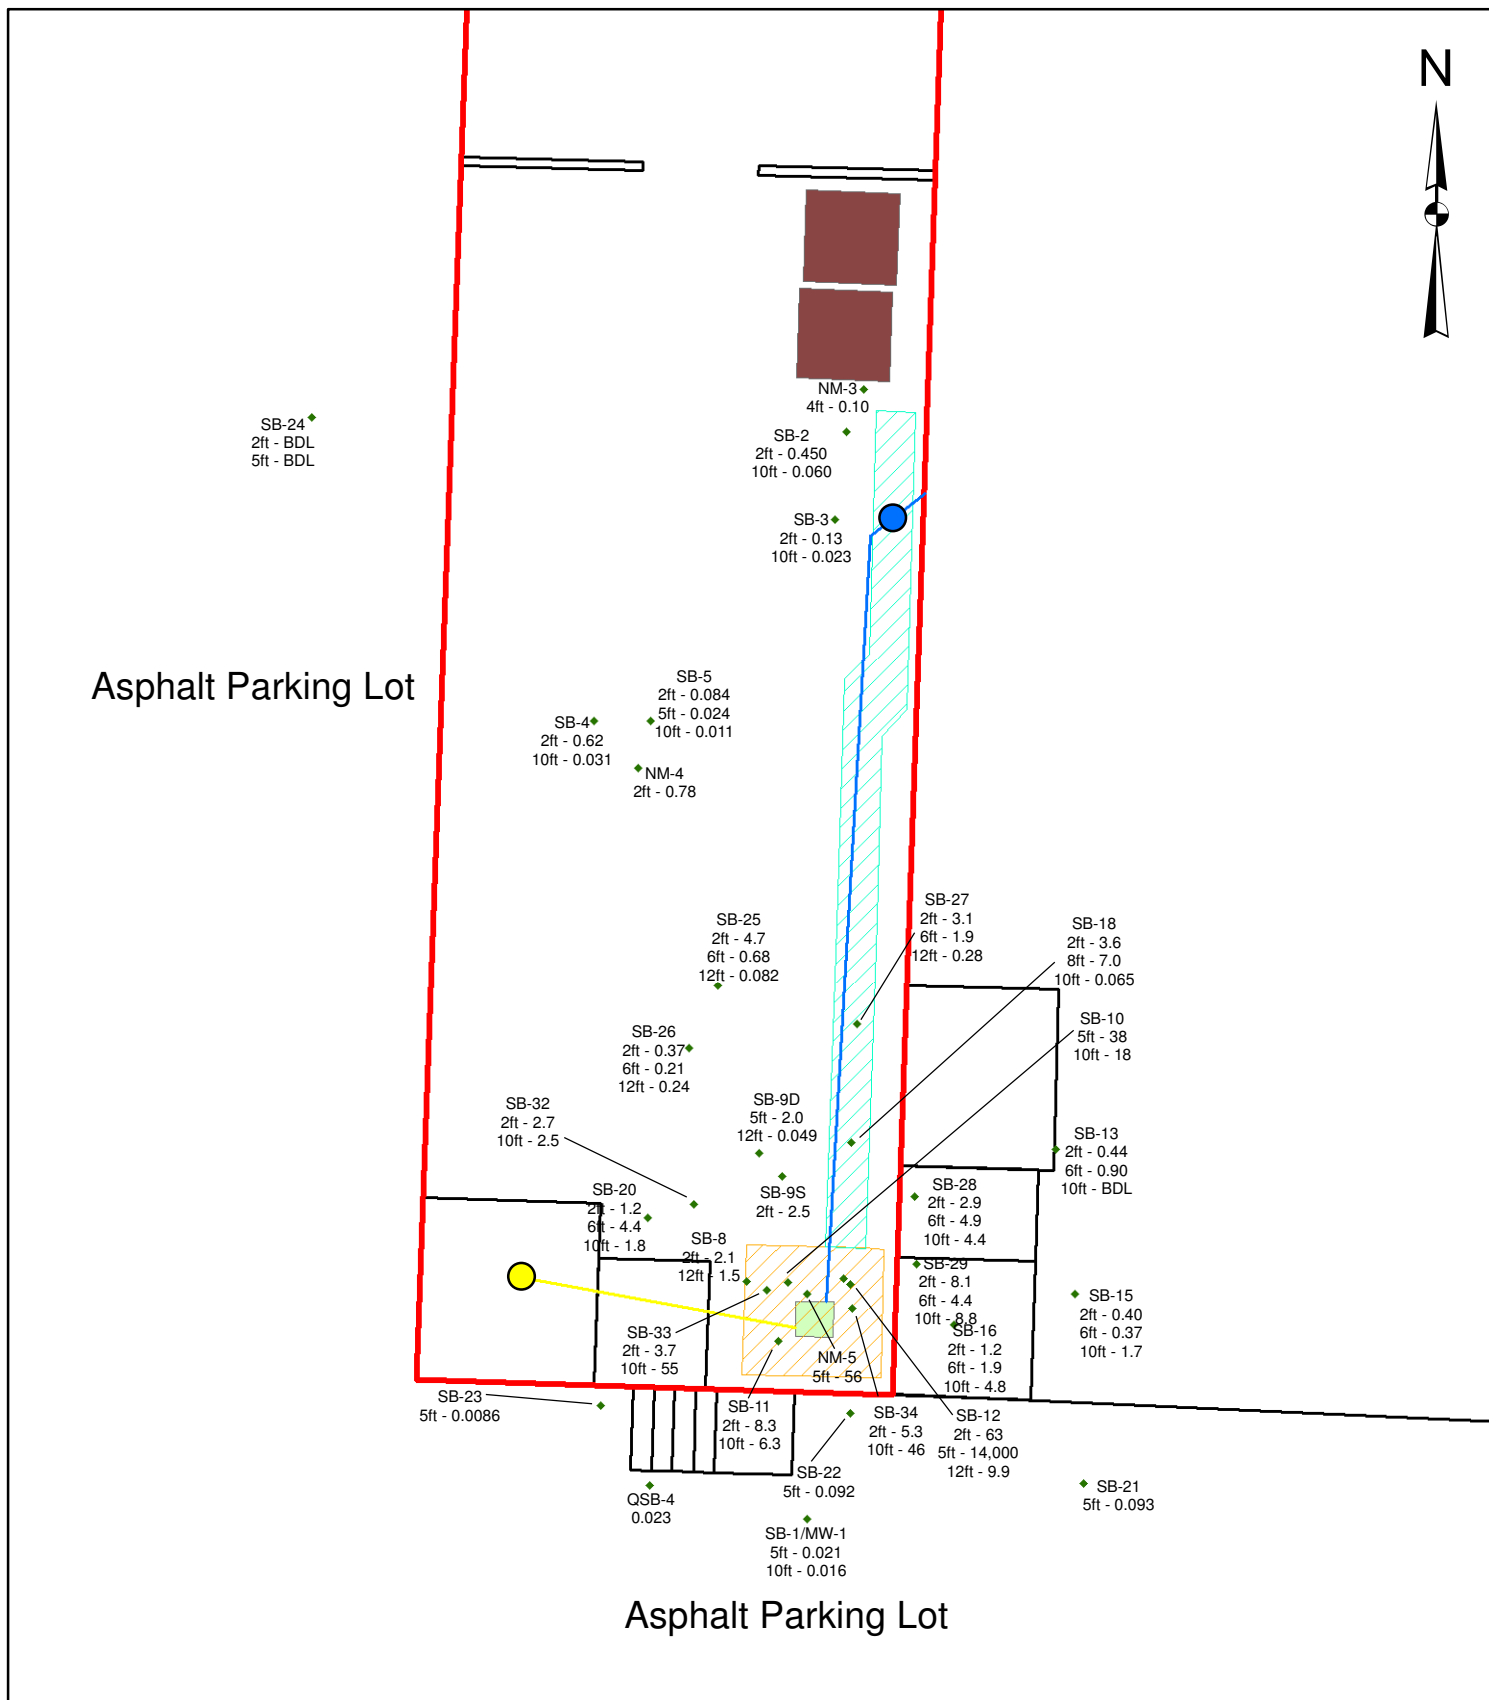 N
NM-3
4ft - 0.10
SB-24
2ft - BDL
5ft - BDL
SB-2
2ft - 0.450
10ft - 0.060
SB-3
2ft - 0.13
10ft - 0.023
Asphalt Parking Lot
SB-5
2ft - 0.084
5ft - 0.024
10ft - 0.011
SB-4
2ft - 0.62
10ft - 0.031
NM-4
2ft - 0.78
SB-27
2ft - 3.1
6ft - 1.9
12ft - 0.28
SB-25
2ft - 4.7
6ft - 0.68
12ft - 0.082
SB-18
2ft - 3.6
8ft - 7.0
10ft - 0.065
SB-10
5ft - 38
10ft - 18
SB-26
2ft - 0.37
6ft - 0.21
12ft - 0.24
SB-32
2ft - 2.7
10ft - 2.5
SB-9D
5ft - 2.0
12ft - 0.049
SB-13
2ft - 0.44
6ft - 0.90
10ft - BDL
SB-20
2ft - 1.2
6ft - 4.4
10ft - 1.8
SB-9S
2ft - 2.5
SB-28
2ft - 2.9
6ft - 4.9
10ft - 4.4
SB-8
2ft - 2.1
12ft - 1.5
SB-29
2ft - 8.1
6ft - 4.4
10ft - 8.8
SB-15
2ft - 0.40
6ft - 0.37
10ft - 1.7
SB-33
2ft - 3.7
10ft - 55
SB-16
2ft - 1.2
6ft - 1.9
10ft - 4.8
NM-5
5ft - 56
SB-23
5ft - 0.0086
SB-11
2ft - 8.3
10ft - 6.3
SB-34
2ft - 5.3
10ft - 46
SB-12
2ft - 63
5ft - 14,000
12ft - 9.9
SB-22
5ft - 0.092
SB-21
5ft - 0.093
QSB-4
0.023
SB-1/MW-1
5ft - 0.021
10ft - 0.016
Asphalt Parking Lot